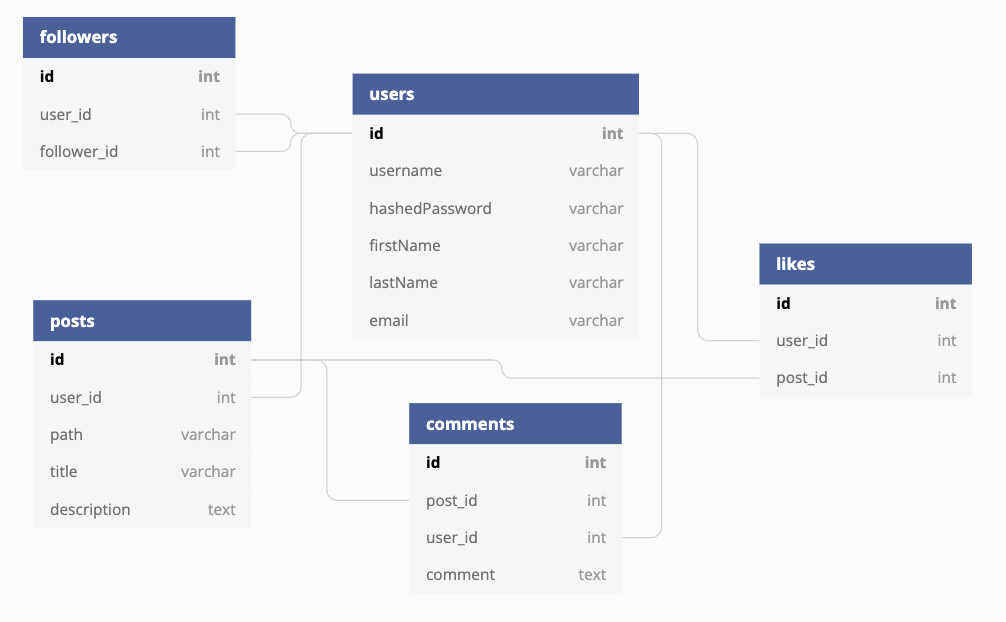 followers
id int
user_id int
follower_id int
users
id int
username varchar
hashedPassword varchar
firstName varchar
lastName varchar
email varchar
likes
id int
user_id int
post_id int
posts
id int
user_id int
path varchar
title varchar
description text
comments
id int
post_id int
user_id int
comment text